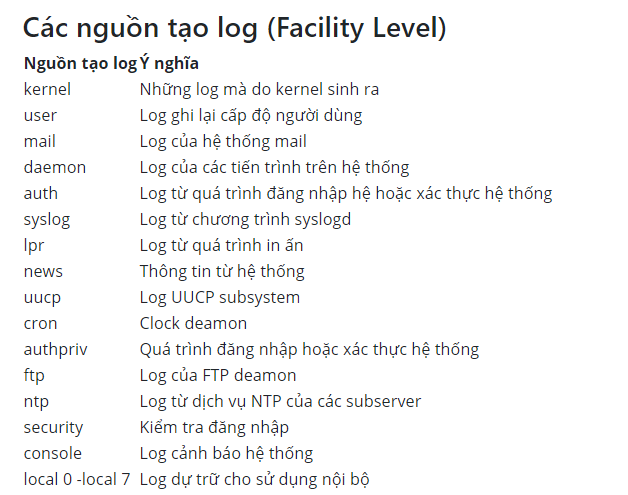 Các nguồn tạo log (Facility Level)
Nguồn tạo log Ý nghĩa
kernel Những log mà do kernel sinh ra
user Log ghi lại cấp độ người dùng
mail Log của hệ thống mail
daemon Log của các tiến trình trên hệ thống
auth Log từ quá trình đăng nhập hệ hoặc xác thực hệ thống
syslog Log từ chương trình syslogd
lpr Log từ quá trình in ấn
news Thông tin từ hệ thống
uucp Log UUCP subsystem
cron Clock deamon
authpriv Quá trình đăng nhập hoặc xác thực hệ thống
ftp Log của FTP deamon
ntp Log từ dịch vụ NTP của các subserver
security Kiểm tra đăng nhập
console Log cảnh báo hệ thống
local 0 -local 7 Log dự trữ cho sử dụng nội bộ